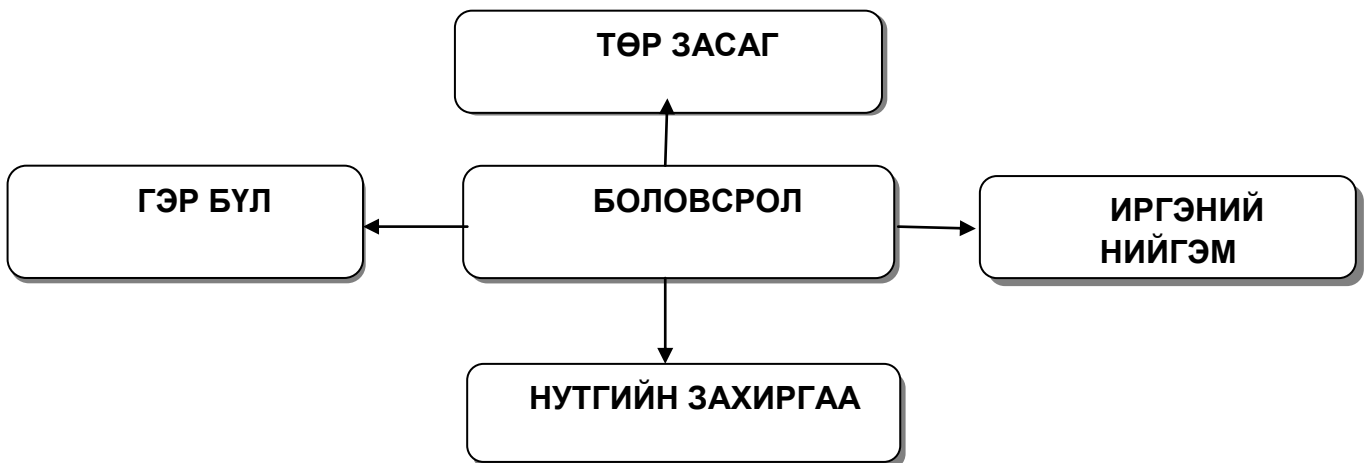 ТӨР ЗАСАГ
ГЭР БҮЛ
БОЛОВСРОЛ
ИРГЭНИЙ
НИЙГЭМ
НУТГИЙН ЗАХИРГАА